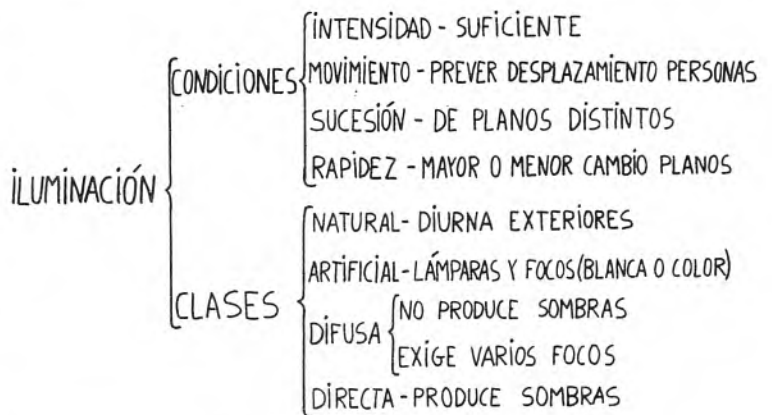 ILUMINACIÓN
CONDICIONES
INTENSIDAD - SUFICIENTE
MOVIMIENTO - PREVER DESPLAZAMIENTO PERSONAS
SUCESIÓN - DE PLANOS DISTINTOS
RAPIDEZ - MAYOR O MENOR CAMBIO PLANOS
CLASES
NATURAL - DIURNA EXTERIORES
ARTIFICIAL - LÁMPARAS Y FOCOS (BLANCA O COLOR)
DIFUSA
NO PRODUCE SOMBRAS
EXIGE VARIOS FOCOS
DIRECTA - PRODUCE SOMBRAS